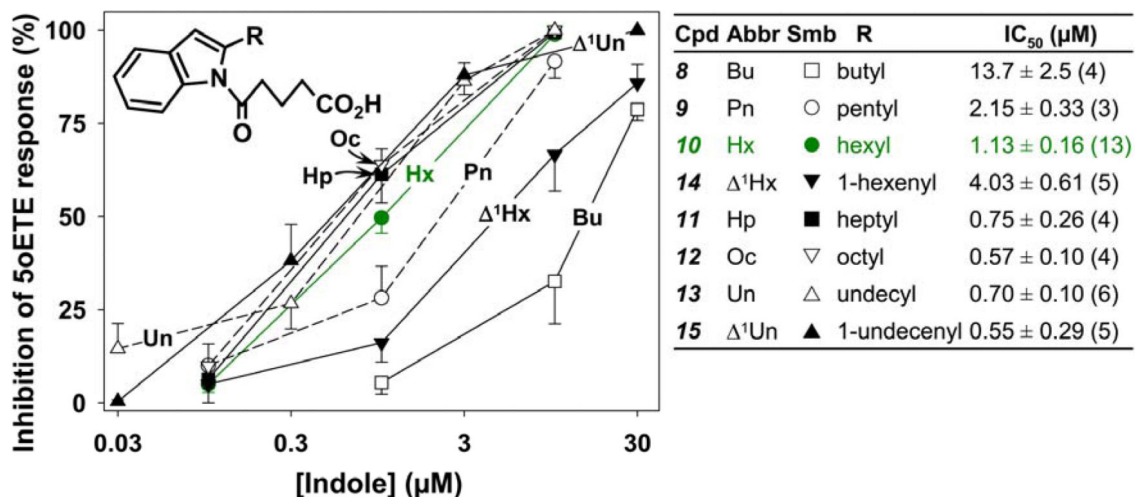 Inhibition of 5oETE response (%)
100
75
50
25
0
0.03
0.3
3
30
[Indole] (μM)
R
N
O
CO₂H
Oc
Hp
Hx
Pn
Δ¹Un
Δ¹Hx
Bu
Un
Cpd Abbr Smb R IC₅₀ (μM)
8 Bu □ butyl 13.7 ± 2.5 (4)
9 Pn ○ pentyl 2.15 ± 0.33 (3)
10 Hx ● hexyl 1.13 ± 0.16 (13)
14 Δ¹Hx ▼ 1-hexenyl 4.03 ± 0.61 (5)
11 Hp ■ heptyl 0.75 ± 0.26 (4)
12 Oc ▽ octyl 0.57 ± 0.10 (4)
13 Un △ undecyl 0.70 ± 0.10 (6)
15 Δ¹Un ▲ 1-undecenyl 0.55 ± 0.29 (5)